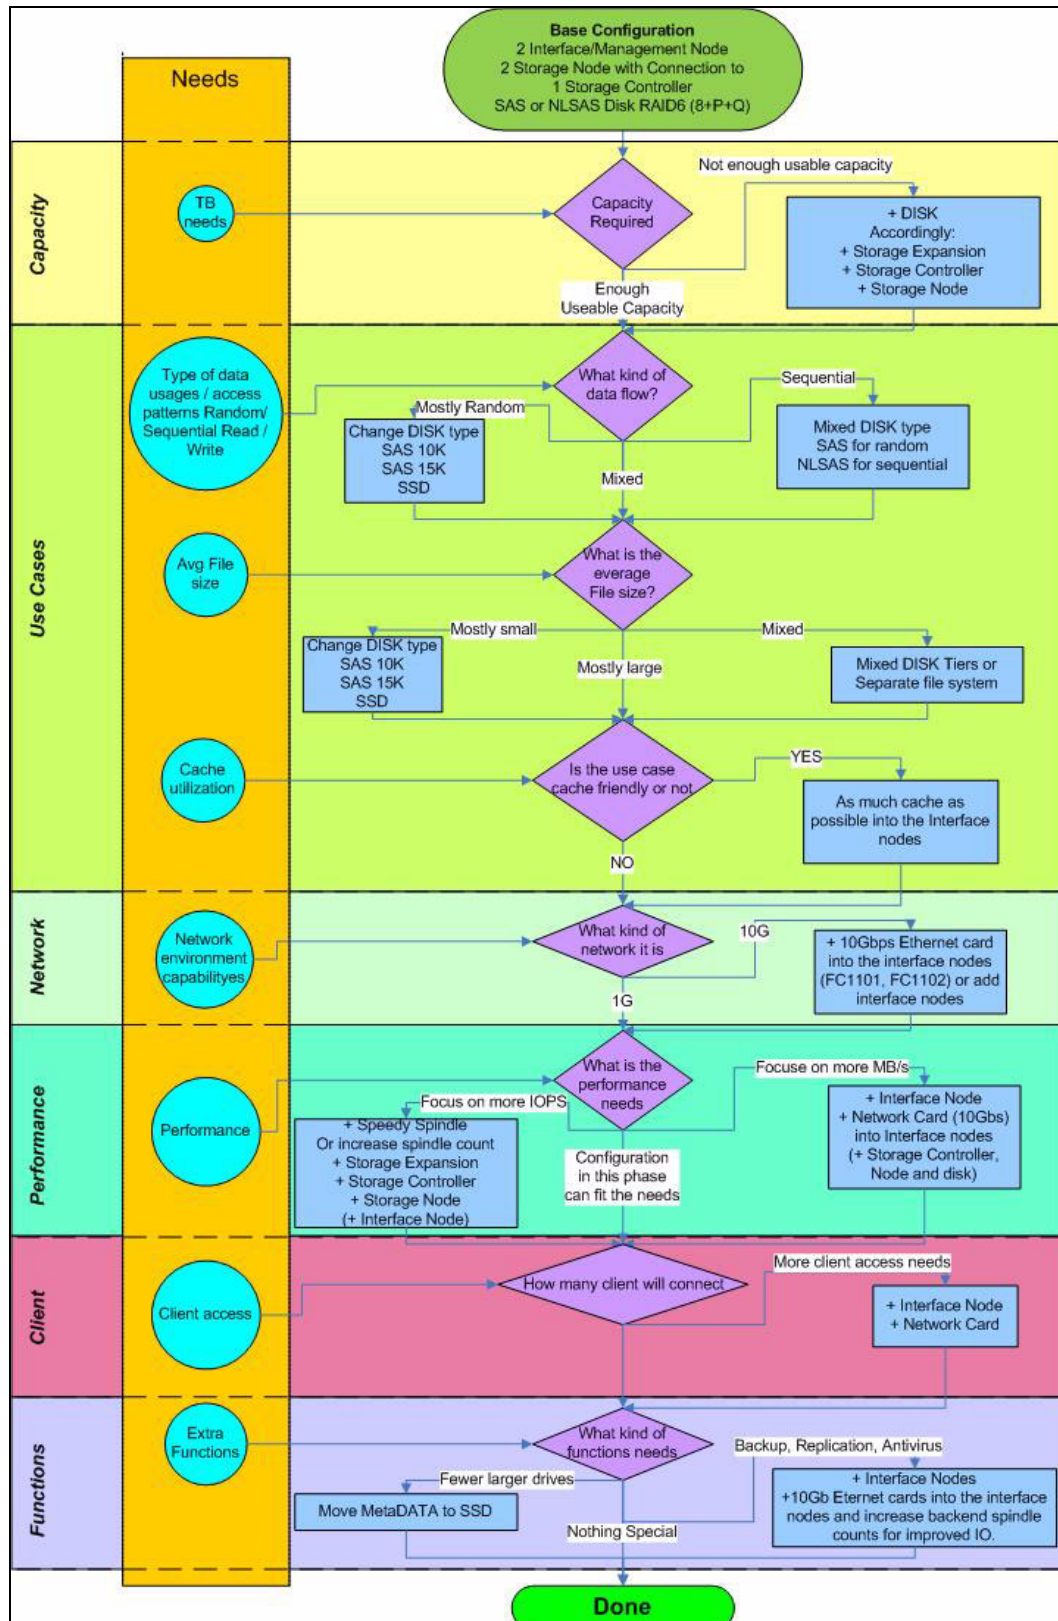 Base Configuration
2 Interface/Management Node
2 Storage Node with Connection to
1 Storage Controller
SAS or NLSAS Disk RAID6 (8+P+Q)
Needs
Capacity
TB
needs
Capacity
Required
Not enough usable capacity
+ DISK
Accordingly:
+ Storage Expansion
+ Storage Controller
+ Storage Node
Enough
Useable Capacity
Use Cases
Type of data
usages / access
patterns Random/
Sequential Read /
Write
What kind of
data flow?
Mostly Random
Change DISK type
SAS 10K
SAS 15K
SSD
Sequential
Mixed DISK type
SAS for random
NLSAS for sequential
Mixed
Avg File
size
What is the
everage
File size?
Mostly small
Change DISK type
SAS 10K
SAS 15K
SSD
Mostly large
Mixed
Mixed DISK Tiers or
Separate file system
Cache
utilization
Is the use case
cache friendly or not
YES
As much cache as
possible into the Interface
nodes
NO
Network
Network
environment
capabilityes
What kind of
network it is
10G
+ 10Gbps Ethernet card
into the interface nodes
(FC1101, FC1102) or add
interface nodes
1G
Performance
Performance
What is the
performance
needs
Focus on more IOPS
+ Speedy Spindle
Or increase spindle count
+ Storage Expansion
+ Storage Controller
+ Storage Node
(+ Interface Node)
Focuse on more MB/s
+ Interface Node
+ Network Card (10Gbs)
into Interface nodes
(+ Storage Controller,
Node and disk)
Configuration
in this phase
can fit the needs
Client
Client access
How many client will connect
More client access needs
+ Interface Node
+ Network Card
Functions
Extra
Functions
What kind of
functions needs
Fewer larger drives
Move MetaDATA to SSD
Backup, Replication, Antivirus
+ Interface Nodes
+10Gb Eternet cards into the interface
nodes and increase backend spindle
counts for improved IO.
Nothing Special
Done